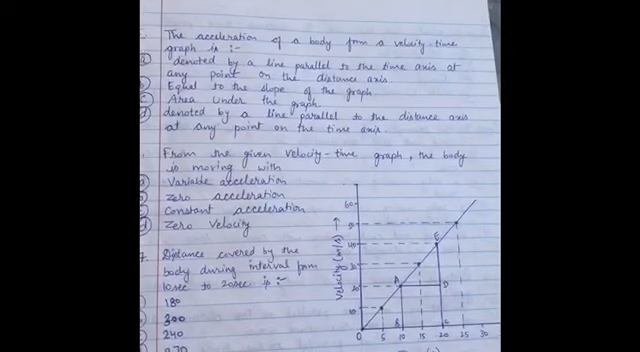 The acceleration of a body from a velocity-time
graph is :-
a denoted by a line parallel to the time axis at
any point on the distance axis
b Equal to the slope of the graph
c Area under the graph
d denoted by a line parallel to the distance axis
at any point on the time axis.
From the given velocity-time graph, the body
is moving with
a Variable acceleration
b Zero acceleration
c Constant acceleration
d Zero Velocity
7. Distance covered by the
body during interval from
10sec to 20sec is :-
180
300
240
270
Velocity (m/s) →
60
50
40
30
20
10
A
E
D
B
C
0 5 10 15 20 25 30